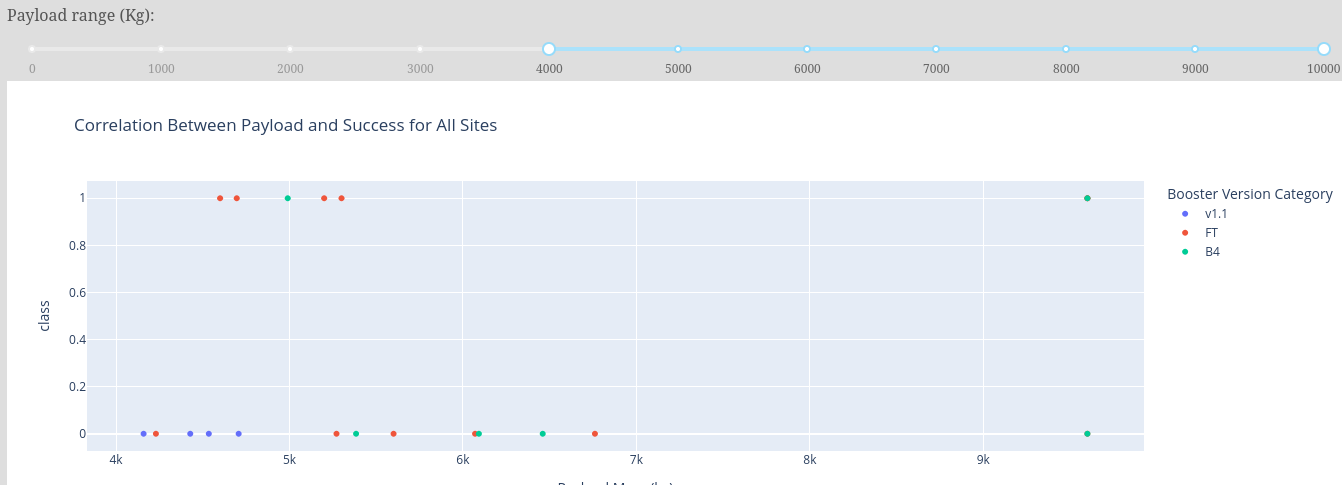 Payload range (Kg):
0 1000 2000 3000 4000 5000 6000 7000 8000 9000 10000
Correlation Between Payload and Success for All Sites
Booster Version Category
v1.1
FT
B4
1
0.8
0.6
0.4
0.2
0
class
4k 5k 6k 7k 8k 9k